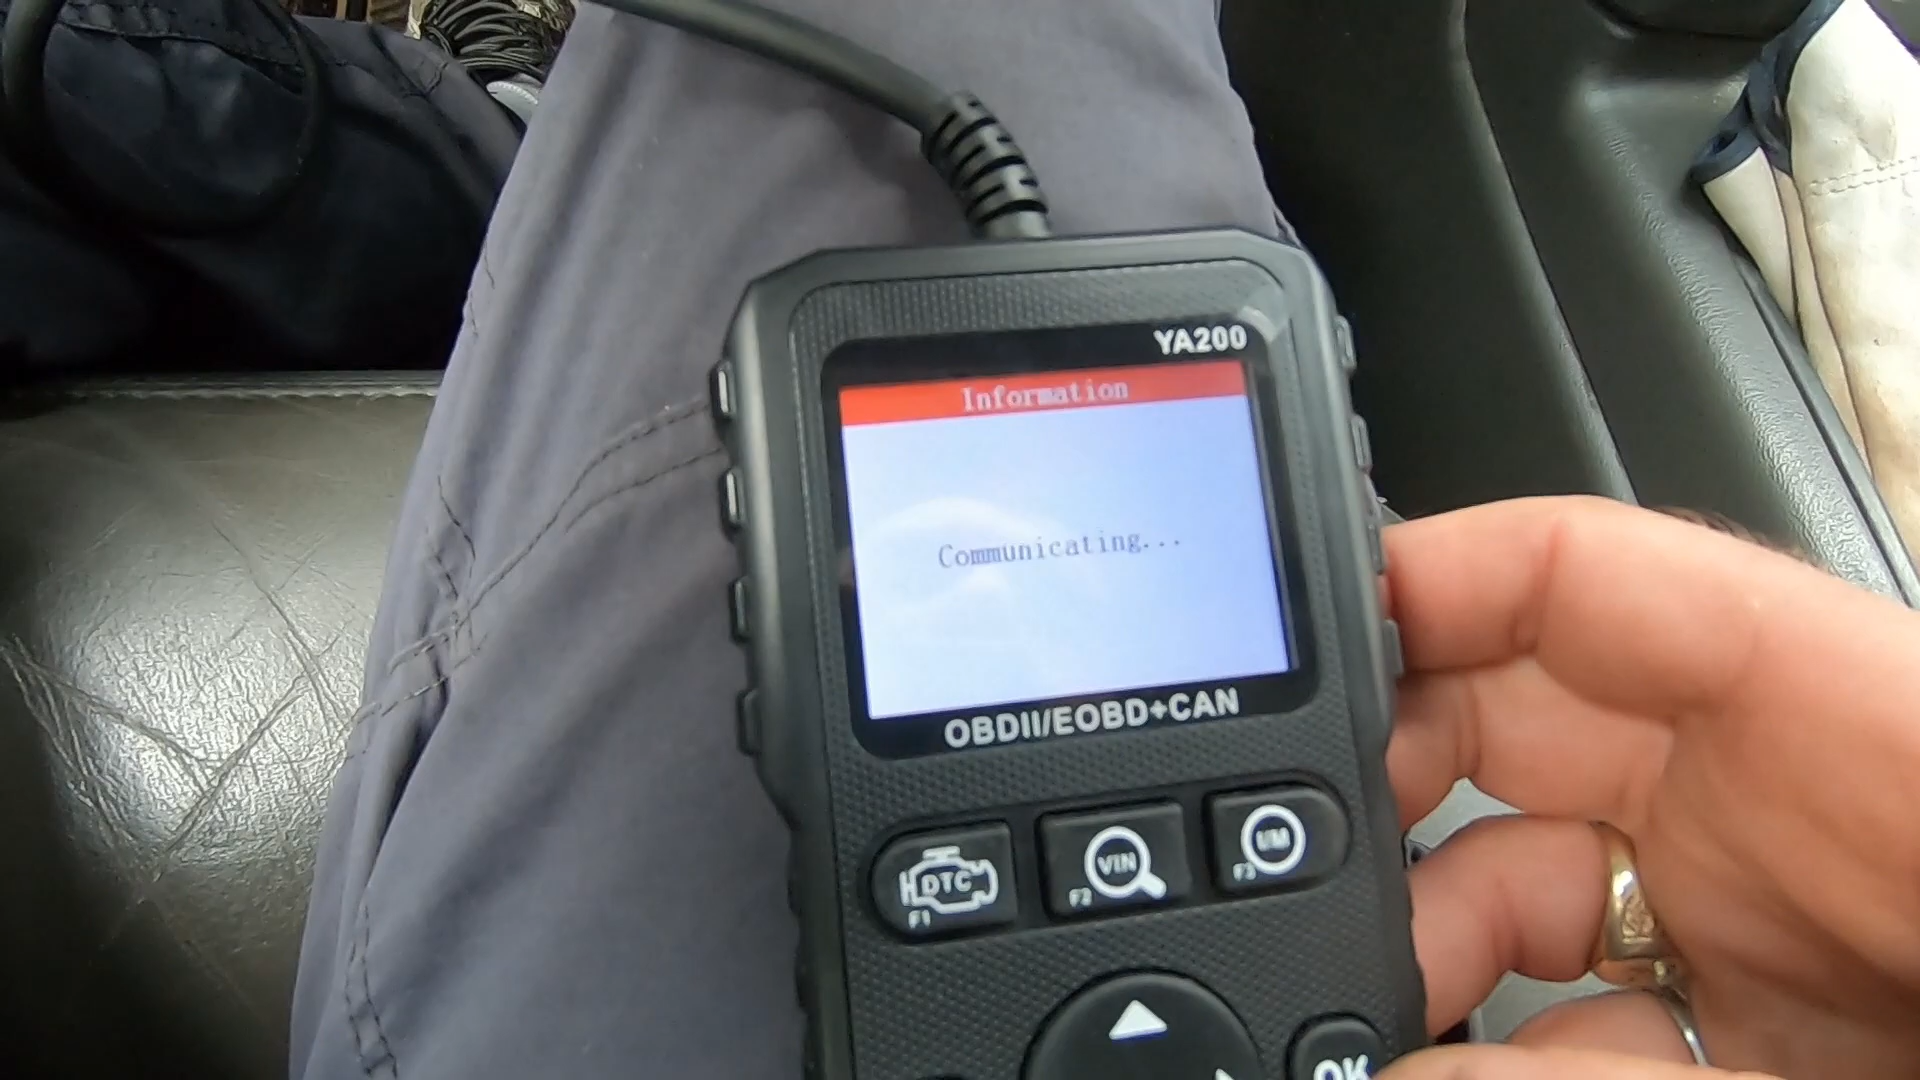 YA200
Information
Communicating...
OBDII/EOBD+CAN
DTC
F1
VIN
F2
I/M
F3
OK